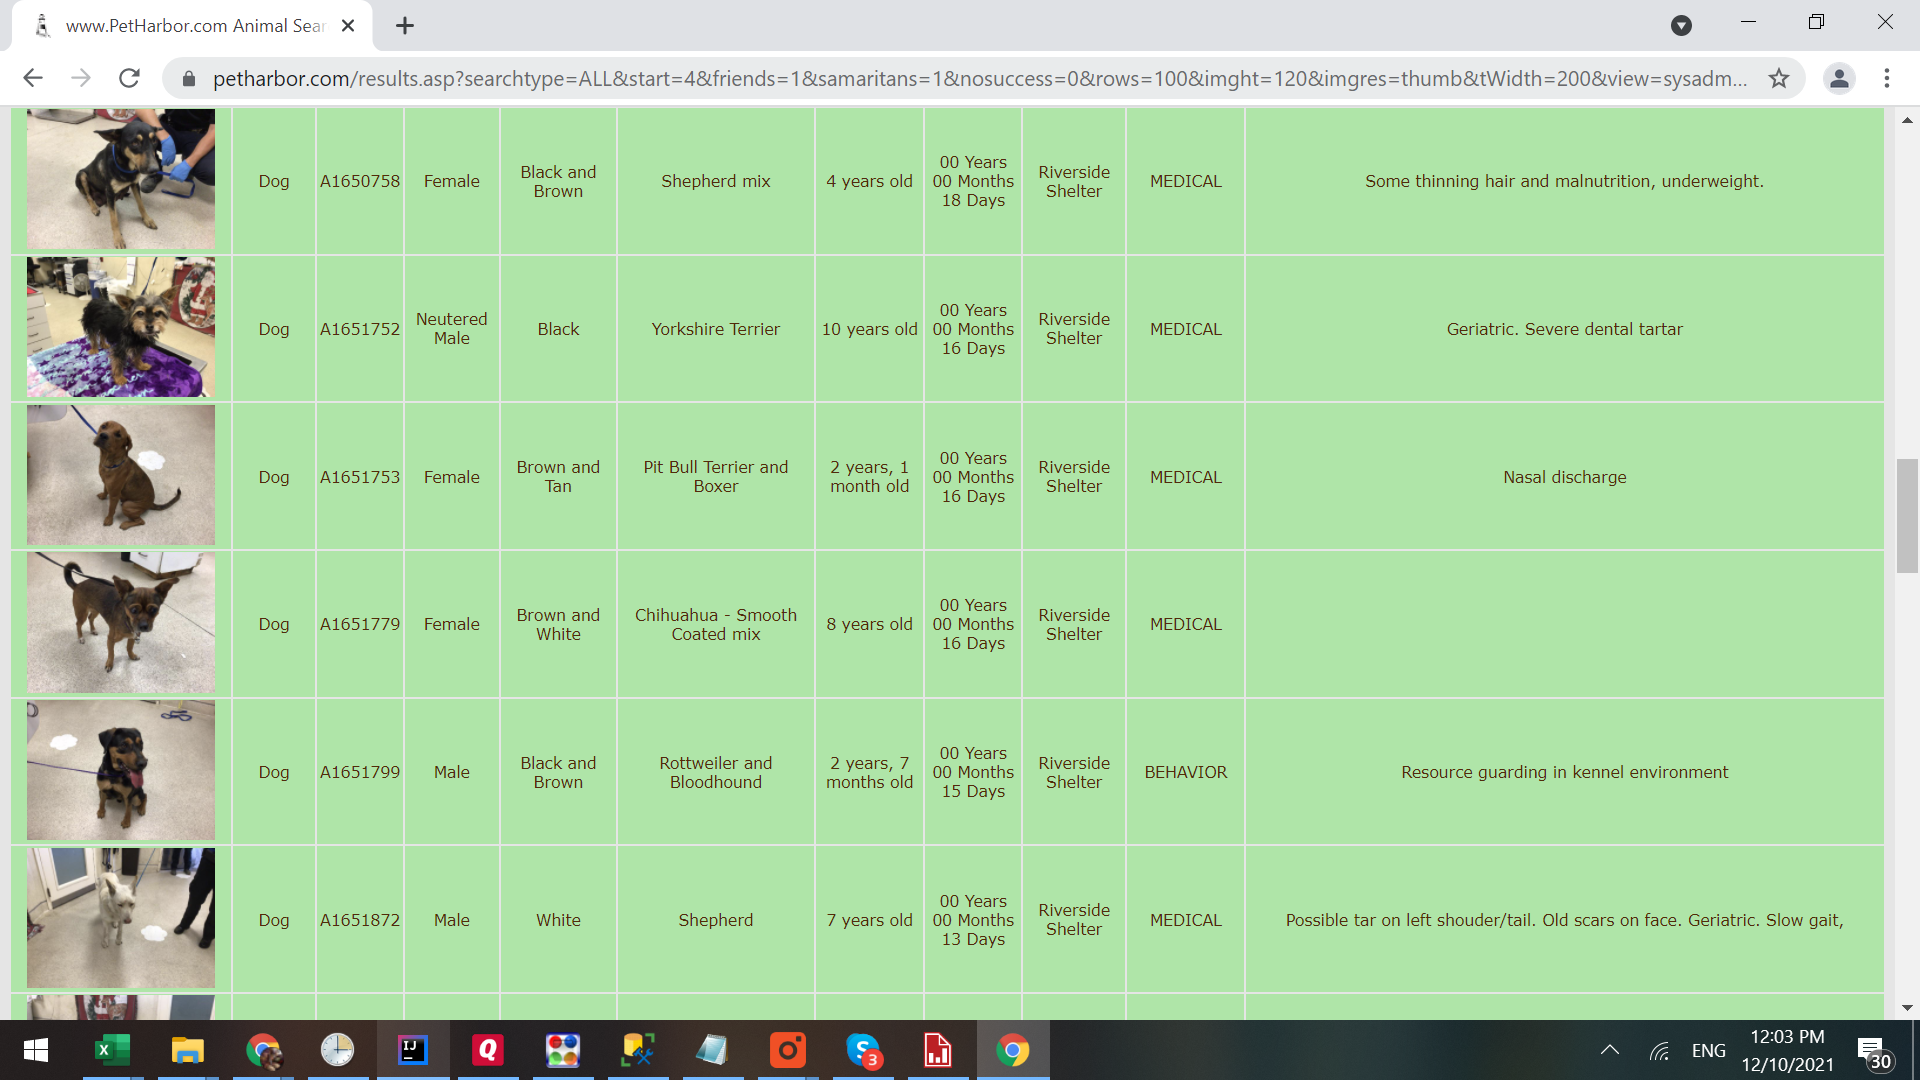 www.PetHarbor.com Animal Sear
petharbor.com/results.asp?searchtype=ALL&start=4&friends=1&samaritans=1&nosuccess=0&rows=100&imght=120&imgres=thumb&tWidth=200&view=sysadm...
Dog
A1650758
Female
Black and
Brown
Shepherd mix
4 years old
00 Years
00 Months
18 Days
Riverside
Shelter
MEDICAL
Some thinning hair and malnutrition, underweight.
Dog
A1651752
Neutered
Male
Black
Yorkshire Terrier
10 years old
00 Years
00 Months
16 Days
Riverside
Shelter
MEDICAL
Geriatric. Severe dental tartar
Dog
A1651753
Female
Brown and
Tan
Pit Bull Terrier and
Boxer
2 years, 1
month old
00 Years
00 Months
16 Days
Riverside
Shelter
MEDICAL
Nasal discharge
Dog
A1651779
Female
Brown and
White
Chihuahua - Smooth
Coated mix
8 years old
00 Years
00 Months
16 Days
Riverside
Shelter
MEDICAL
Dog
A1651799
Male
Black and
Brown
Rottweiler and
Bloodhound
2 years, 7
months old
00 Years
00 Months
15 Days
Riverside
Shelter
BEHAVIOR
Resource guarding in kennel environment
Dog
A1651872
Male
White
Shepherd
7 years old
00 Years
00 Months
13 Days
Riverside
Shelter
MEDICAL
Possible tar on left shouder/tail. Old scars on face. Geriatric. Slow gait,
X
IJ
Q
S
3
ENG
12:03 PM
12/10/2021
30